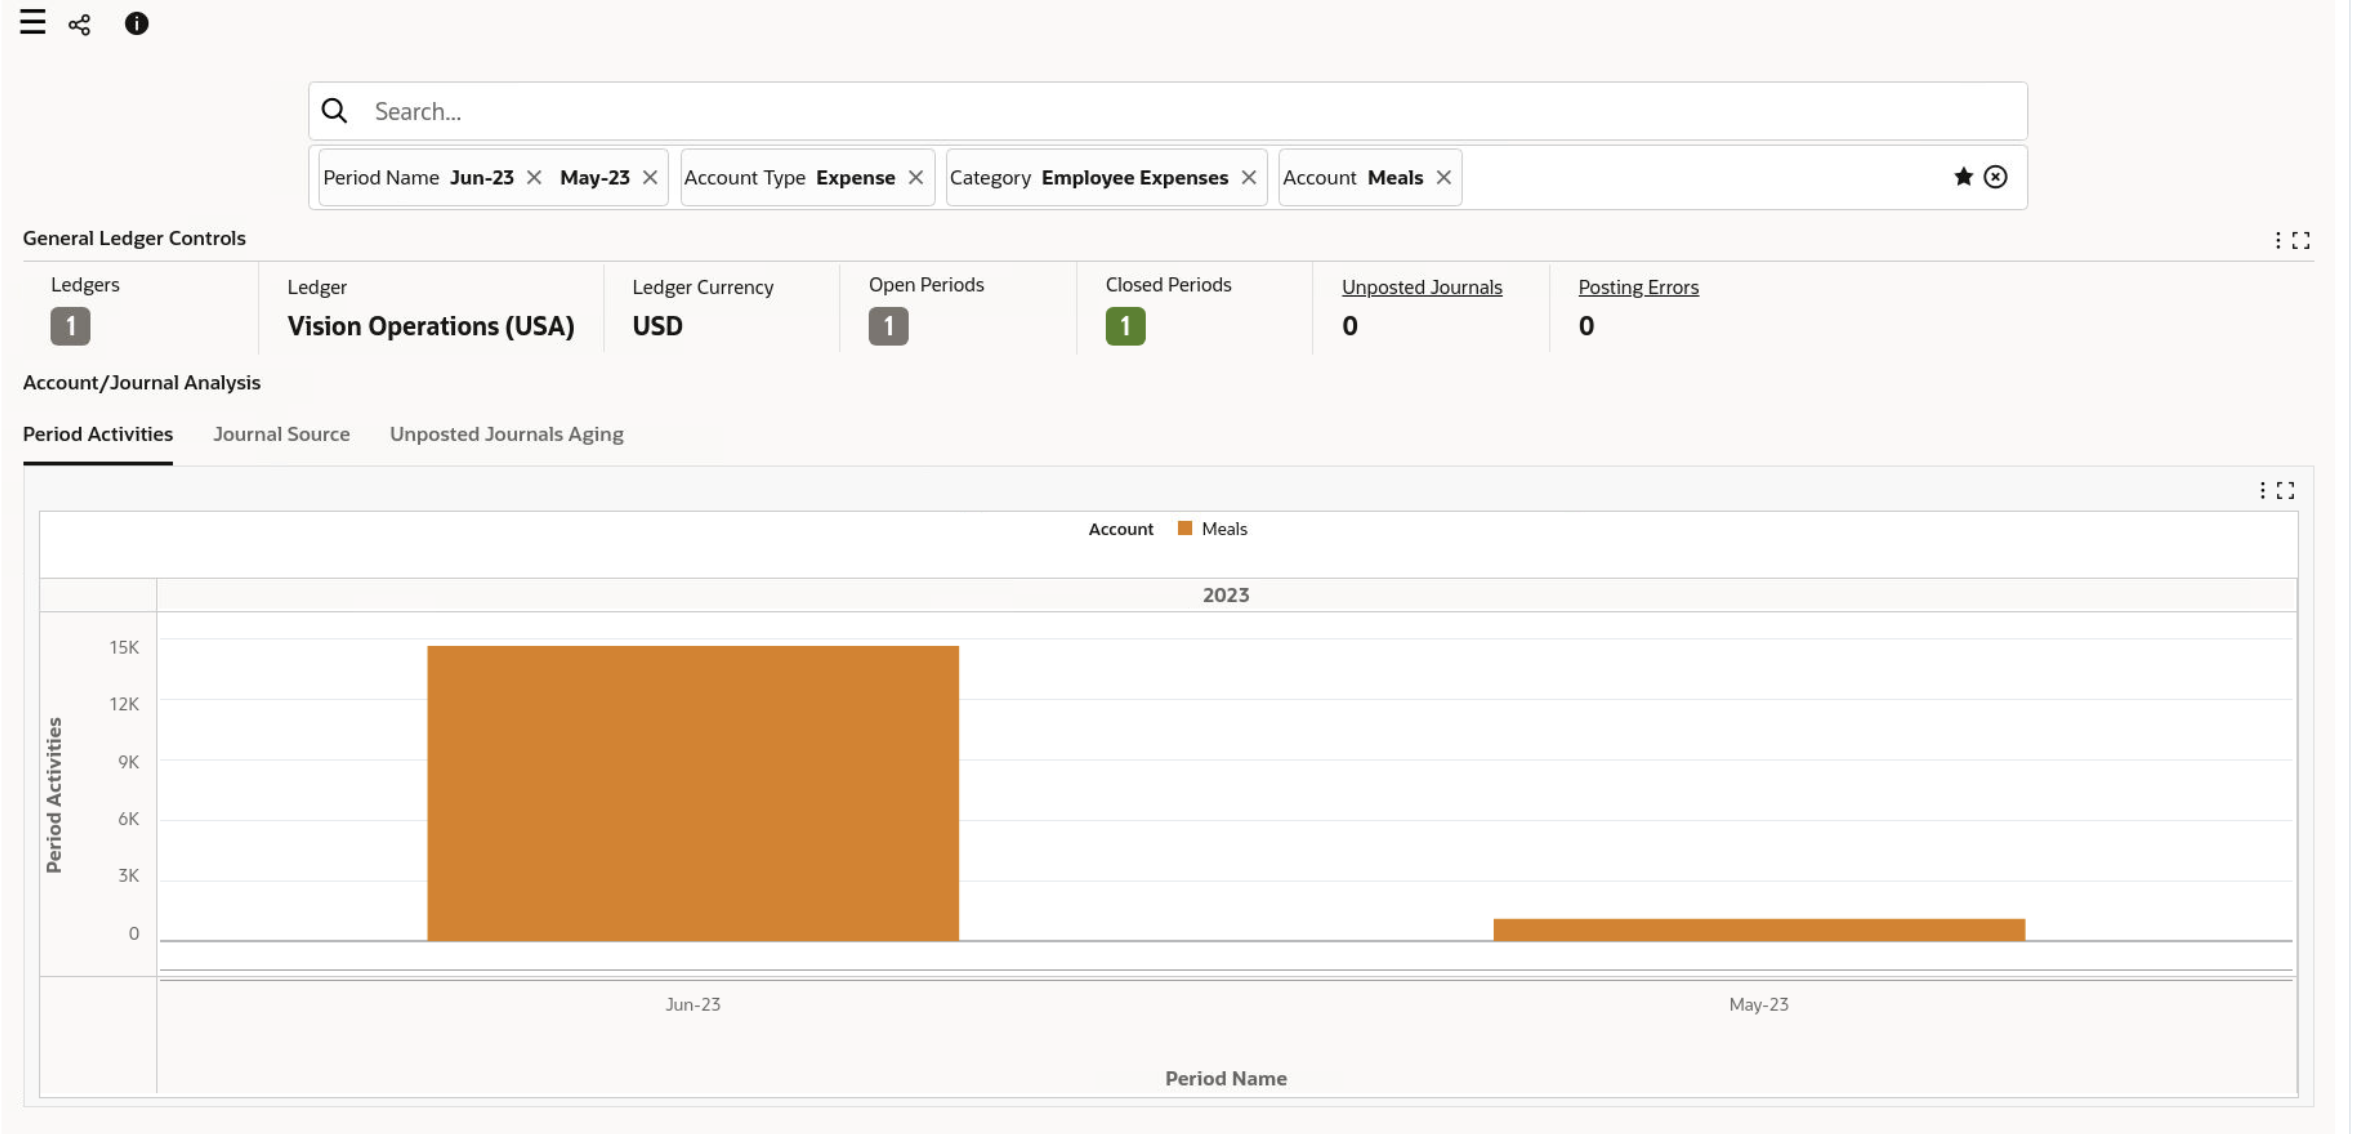 Search...
Period Name Jun-23 May-23 Account Type Expense Category Employee Expenses Account Meals
General Ledger Controls
Ledgers
1
Ledger
Vision Operations (USA)
Ledger Currency
USD
Open Periods
1
Closed Periods
1
Unposted Journals
0
Posting Errors
0
Account/Journal Analysis
Period Activities Journal Source Unposted Journals Aging
Account Meals
2023
Period Activities
15K
12K
9K
6K
3K
0
Jun-23 May-23
Period Name